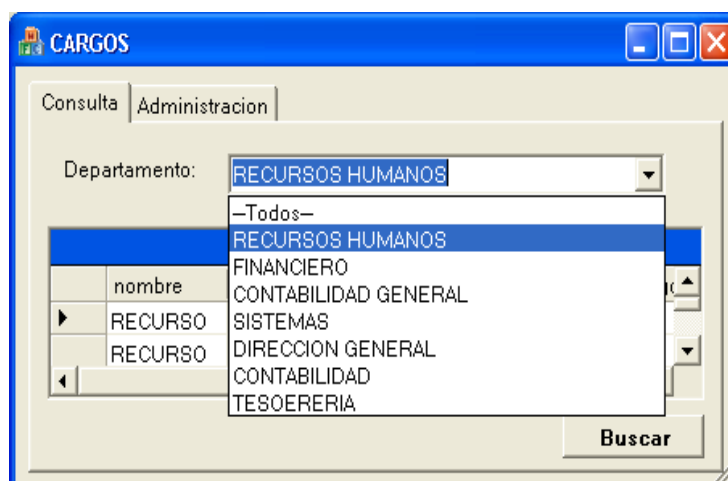 CARGOS
Consulta
Administracion
Departamento:
RECURSOS HUMANOS
--Todos--
RECURSOS HUMANOS
FINANCIERO
CONTABILIDAD GENERAL
SISTEMAS
DIRECCION GENERAL
CONTABILIDAD
TESOERERIA
nombre
RECURSO
RECURSO
Buscar